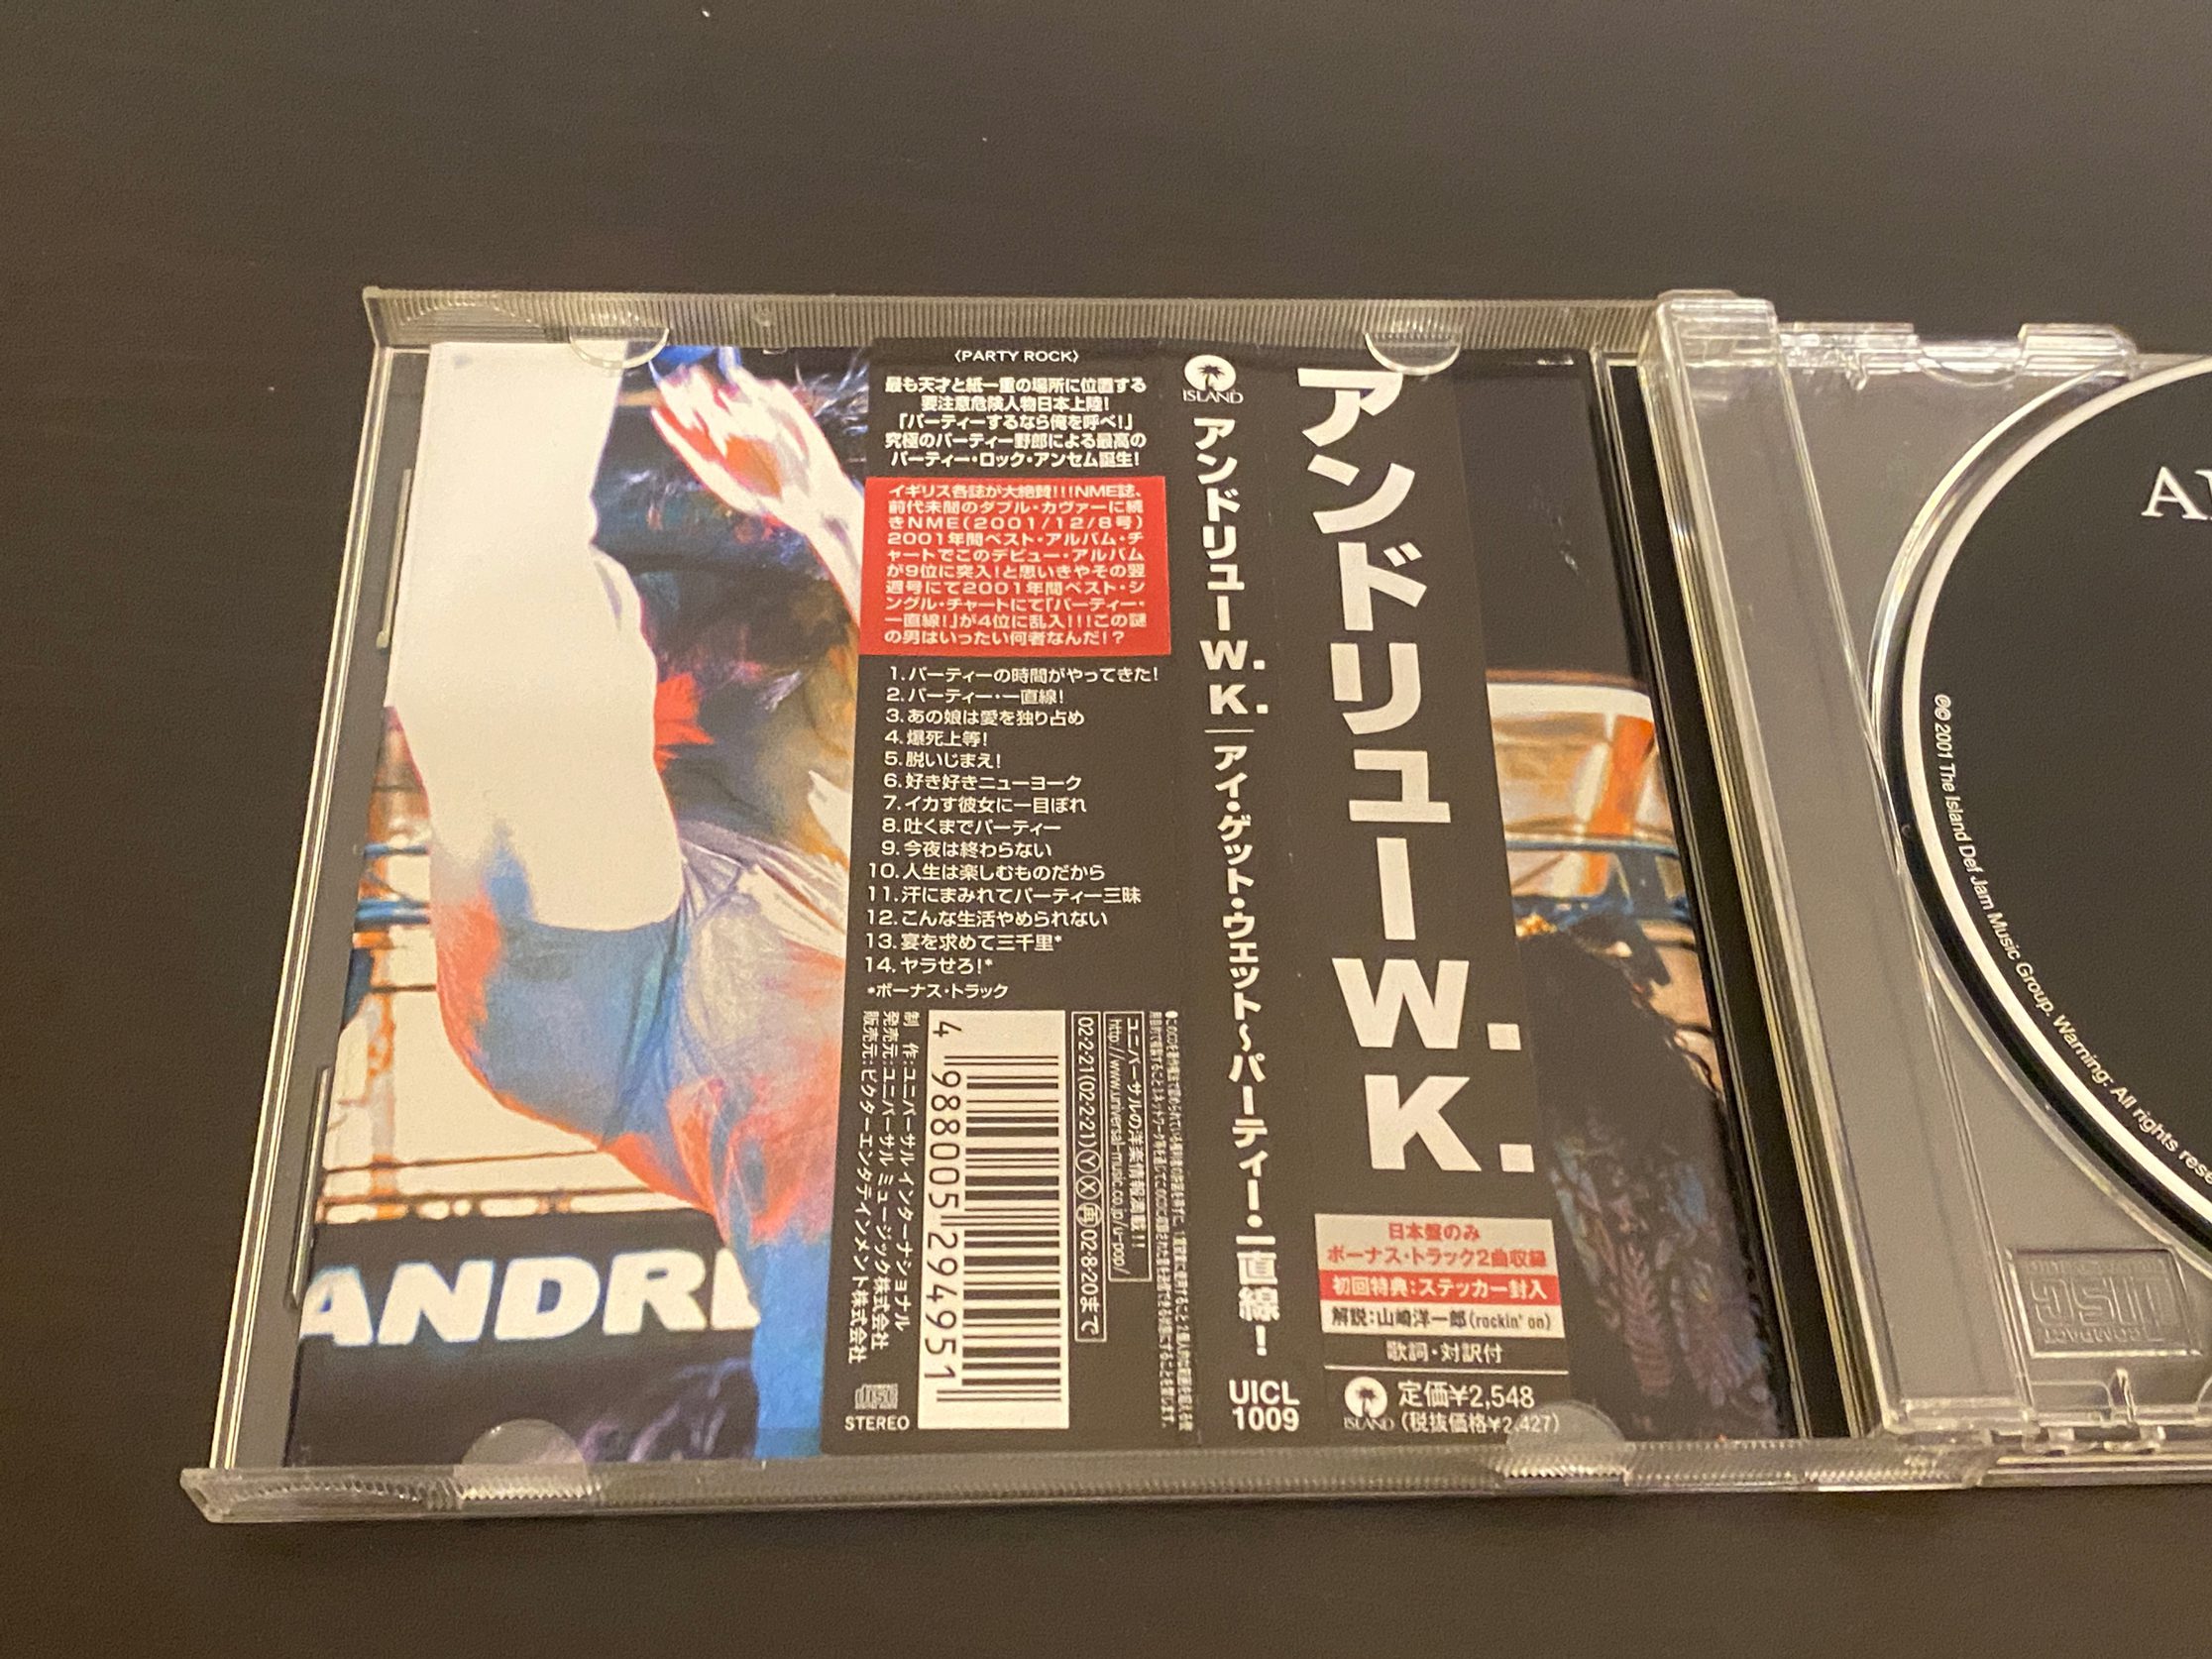 〈PARTY ROCK〉
最も天才と紙一重の場所に位置する
要注意危険人物日本上陸!
「パーティーするなら俺を呼べ!」
究極のパーティー野郎による最高の
パーティー・ロック・アンセム誕生!
イギリス各誌が大絶賛!!!NME誌、
前代未聞のダブル・カヴァーに続
きNME(2001/12/8号)
2001年間ベスト・アルバム・チ
ャートでこのデビュー・アルバム
が9位に突入!と思いきやその翌
週号にて2001年間ベスト・シ
ングル・チャートにて「パーティー・
一直線!」が4位に乱入!!!この謎
の男はいったい何者なんだ!?
1.パーティーの時間がやってきた!
2.パーティー・一直線!
3.あの娘は愛を独り占め
4.爆死上等!
5.脱いじまえ!
6.好き好きニューヨーク
7.イカす彼女に一目ぼれ
8.吐くまでパーティー
9.今夜は終わらない
10.人生は楽しむものだから
11.汗にまみれてパーティー三昧
12.こんな生活やめられない
13.宴を求めて三千里*
14.ヤラせろ!*
*ボーナス・トラック
制 作:ユニバーサル インターナショナル
発売元:ユニバーサル ミュージック株式会社
販売元:ビクターエンタテインメント株式会社
STEREO
4 988005 294951
ユニバーサルの洋楽情報満載!!
http://www.universal-music.co.jp/u-pop/
02・2・21(02・2・21)Ⓨ Ⓧ 画 02・8・20まで
ISLAND
アンドリューW.K.|アイ・ゲット・ウェット～パーティー・一直線!
UICL
1009
アンドリューW.K.
日本盤のみ
ボーナス・トラック2曲収録
初回特典:ステッカー封入
解説:山崎洋一郎(rockin' on)
歌詞・対訳付
ISLAND
定価¥2,548
(税抜価格¥2,427)
ANDR
℗© 2001 The Island Def Jam Music Group. Warning: All rights rese
COMPACT
disc